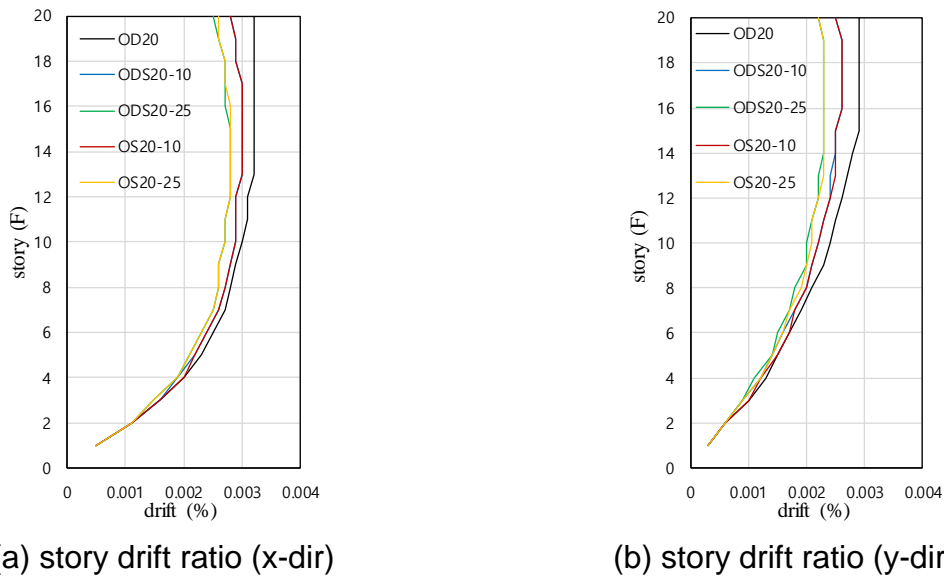 20
18
16
14
12
10
8
6
4
2
0
story (F)
OD20
ODS20-10
ODS20-25
OS20-10
OS20-25
0 0.001 0.002 0.003 0.004
drift (%)
a) story drift ratio (x-dir)
20
18
16
14
12
10
8
6
4
2
0
story (F)
OD20
ODS20-10
ODS20-25
OS20-10
OS20-25
0 0.001 0.002 0.003 0.004
drift (%)
(b) story drift ratio (y-dir